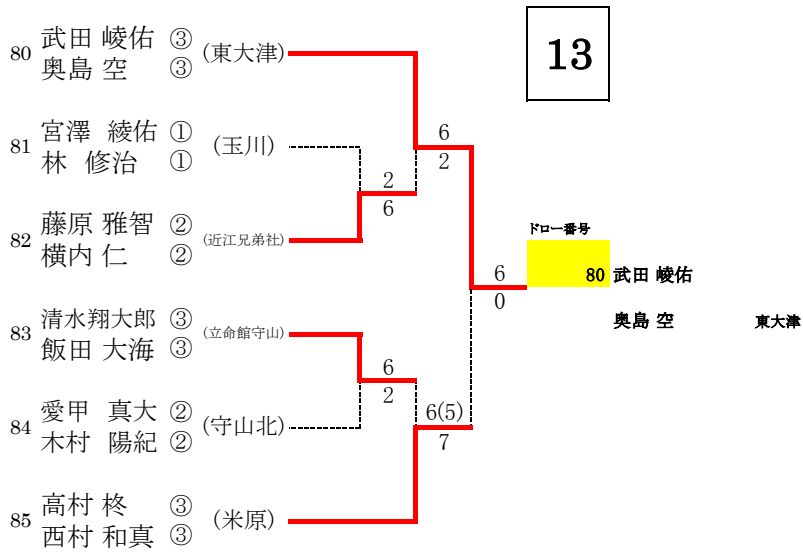 13
80 武田 崚佑 ③ (東大津)
奥島 空 ③
81 宮澤 綾佑 ① (玉川)
林 修治 ①
6
2
2
6
82 藤原 雅智 ② (近江兄弟社)
横内 仁 ②
ドロー番号
80 武田 崚佑
奥島 空 東大津
6
0
83 清水翔大郎 ③ (立命館守山)
飯田 大海 ③
6
2
84 愛甲 真大 ② (守山北)
木村 陽紀 ②
6(5)
7
85 高村 柊 ③ (米原)
西村 和真 ③